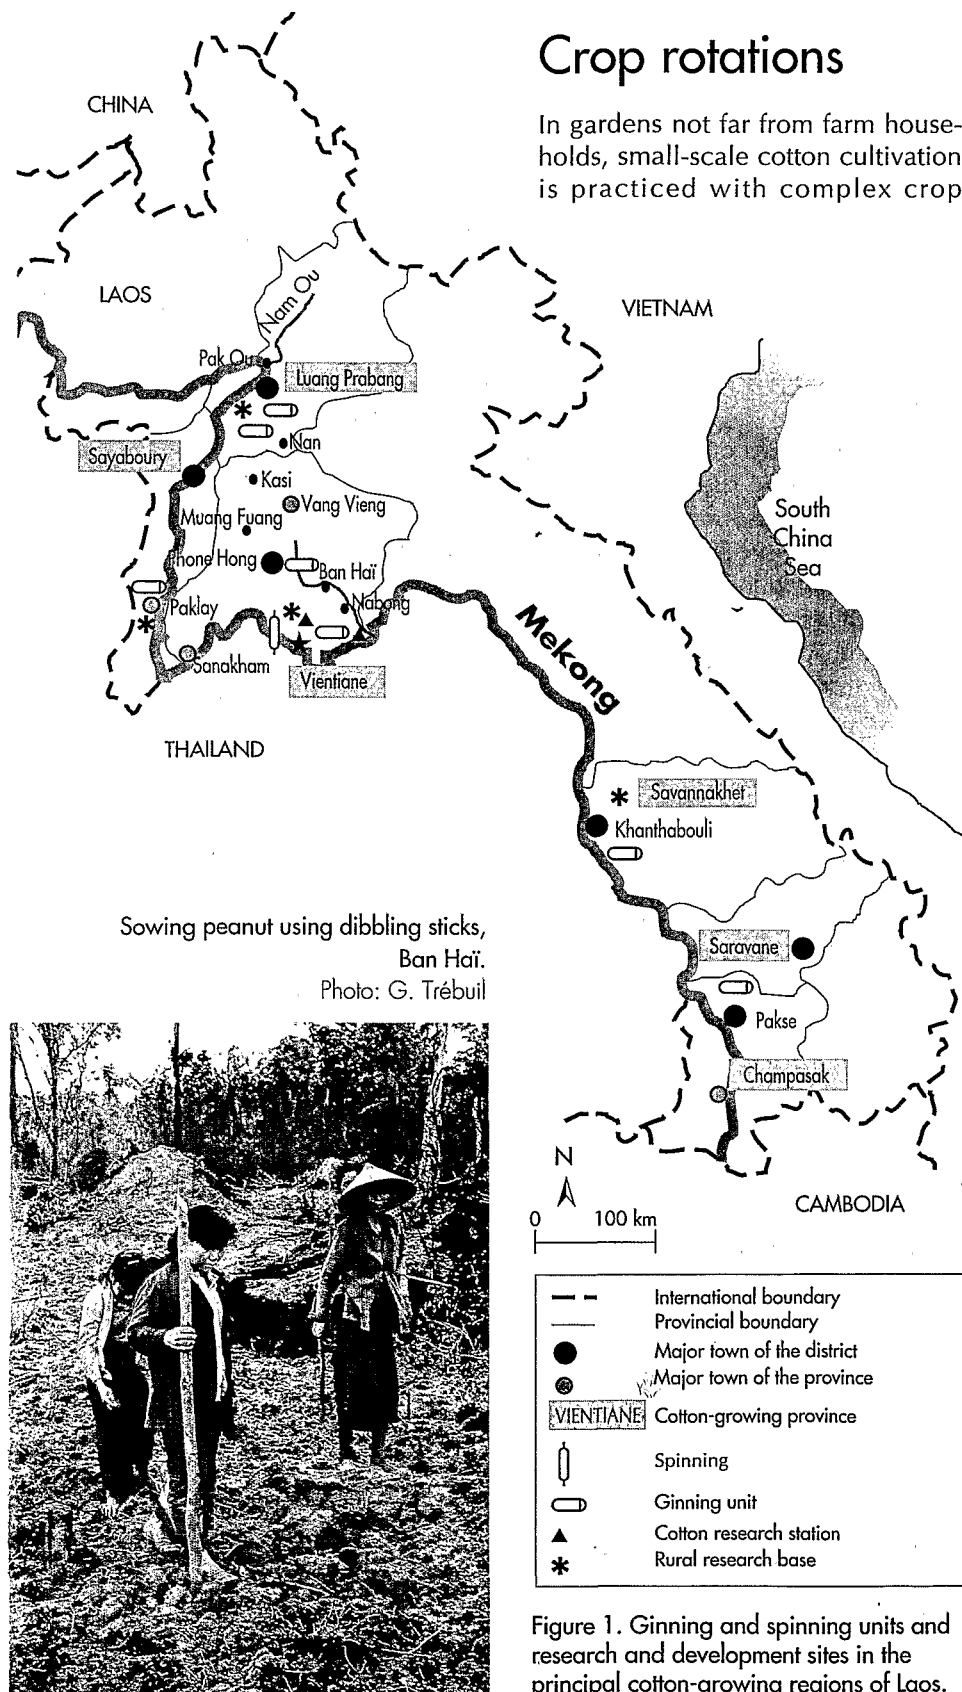 Crop rotations
In gardens not far from farm house-
holds, small-scale cotton cultivation
is practiced with complex crop
CHINA
LAOS
VIETNAM
Nam Ou
Pak Ou
Luang Prabang
Nan
Sayaboury
Kasi
Vang Vieng
Muang Fuang
Phone Hong
Ban Haï
Nabong
Paklay
Sanakham
Vientiane
THAILAND
Mekong
South
China
Sea
Savannakhet
Khanthabouli
Saravane
Pakse
Champasak
CAMBODIA
N
0 100 km
Sowing peanut using dibbling sticks,
Ban Haï.
Photo: G. Trébuil
International boundary
Provincial boundary
Major town of the district
Major town of the province
VIENTIANE Cotton-growing province
Spinning
Ginning unit
Cotton research station
Rural research base
Figure 1. Ginning and spinning units and
research and development sites in the
principal cotton-growing regions of Laos.